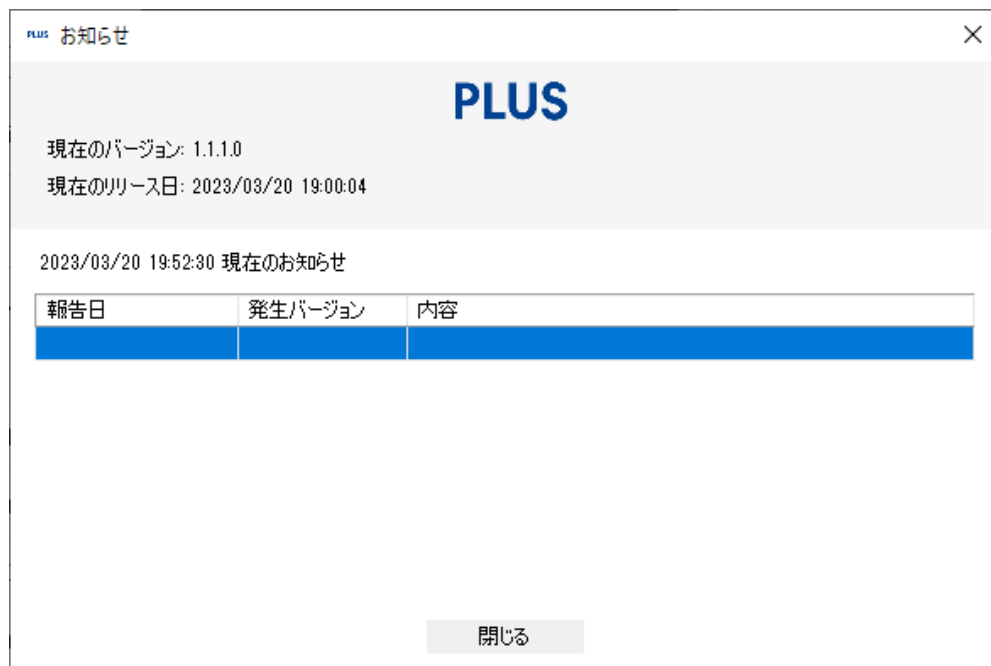 PLUS お知らせ
PLUS
現在のバージョン: 1.1.1.0
現在のリリース日: 2023/03/20 19:00:04
2023/03/20 19:52:30 現在のお知らせ
報告日 発生バージョン 内容
閉じる